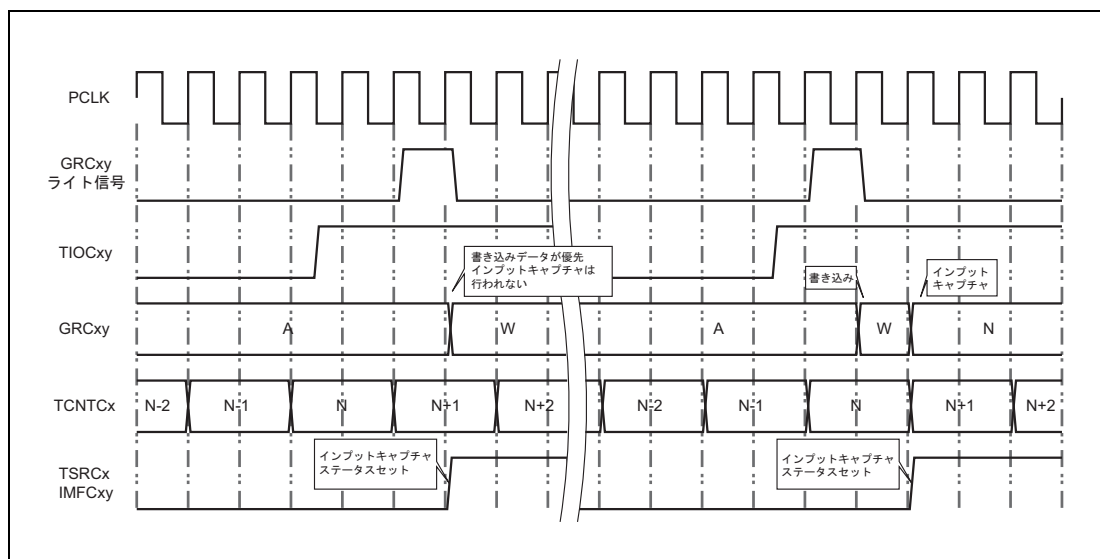 PCLK
GRCxy
ライト信号
TIOCxy
書き込みデータが優先
インプットキャプチャは
行われない
書き込み
インプット
キャプチャ
GRCxy
A
W
A
W
N
TCNTCx
N-2
N-1
N
N+1
N+2
N-2
N-1
N
N+1
N+2
インプットキャプチャ
ステータスセット
インプットキャプチャ
ステータスセット
TSRCx
IMFCxy